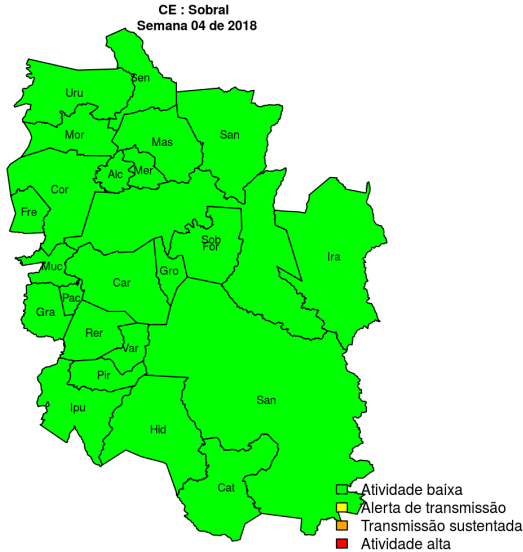 CE : Sobral
Semana 04 de 2018
Sen
Uru
Mor
Mas
San
Alc
Mer
Cor
Fre
Sob
For
Ira
Muc
Gro
Car
Pac
Gra
Rer
Var
Pir
San
Ipu
Hid
Cat
Atividade baixa
Alerta de transmissão
Transmissão sustentada
Atividade alta